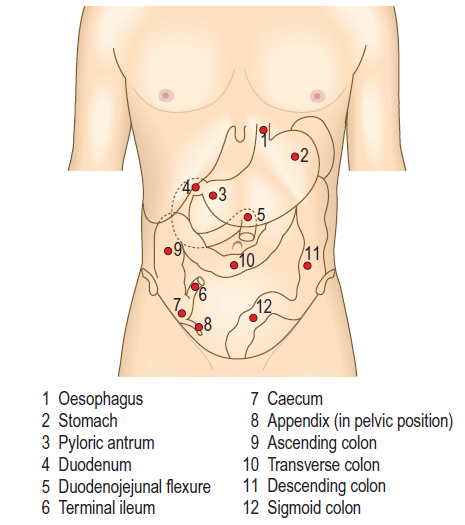 1
2
4
3
5
9
10
11
6
7
12
8
1 Oesophagus
2 Stomach
3 Pyloric antrum
4 Duodenum
5 Duodenojejunal flexure
6 Terminal ileum
7 Caecum
8 Appendix (in pelvic position)
9 Ascending colon
10 Transverse colon
11 Descending colon
12 Sigmoid colon